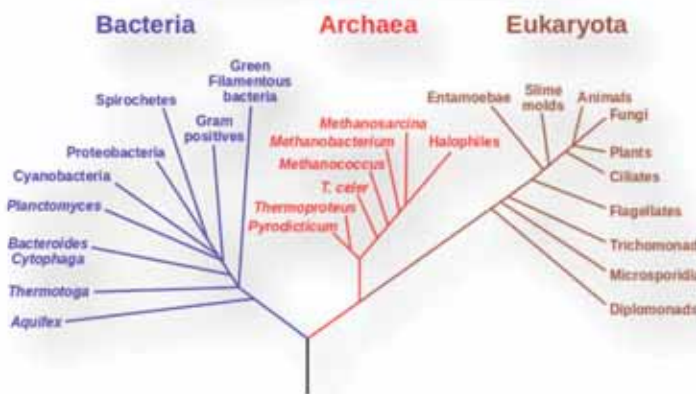 Bacteria
Archaea
Eukaryota
Green
Filamentous
bacteria
Spirochetes
Gram
positives
Proteobacteria
Cyanobacteria
Planctomyces
Bacteroides
Cytophaga
Thermotoga
Aquifex
Methanosarcina
Methanobacterium
Halophiles
Methanococcus
T. celer
Thermoproteus
Pyrodicticum
Entamoebae
Slime
molds
Animals
Fungi
Plants
Ciliates
Flagellates
Trichomonad
Microsporidia
Diplomonads